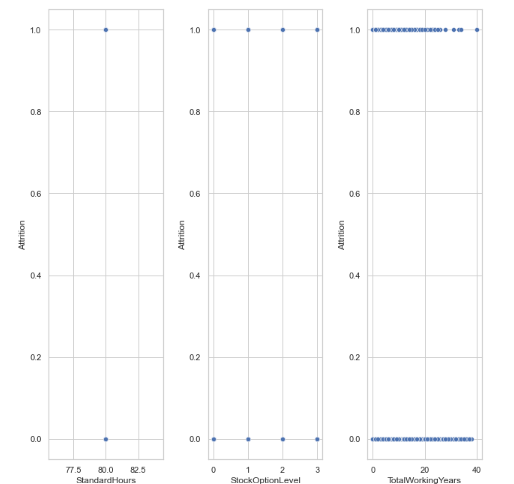 1.0
0.8
0.6
0.4
0.2
0.0
Attrition
77.5 80.0 82.5
StandardHours
1.0
0.8
0.6
0.4
0.2
0.0
Attrition
0 1 2 3
StockOptionLevel
1.0
0.8
0.6
0.4
0.2
0.0
Attrition
0 20 40
TotalWorkingYears